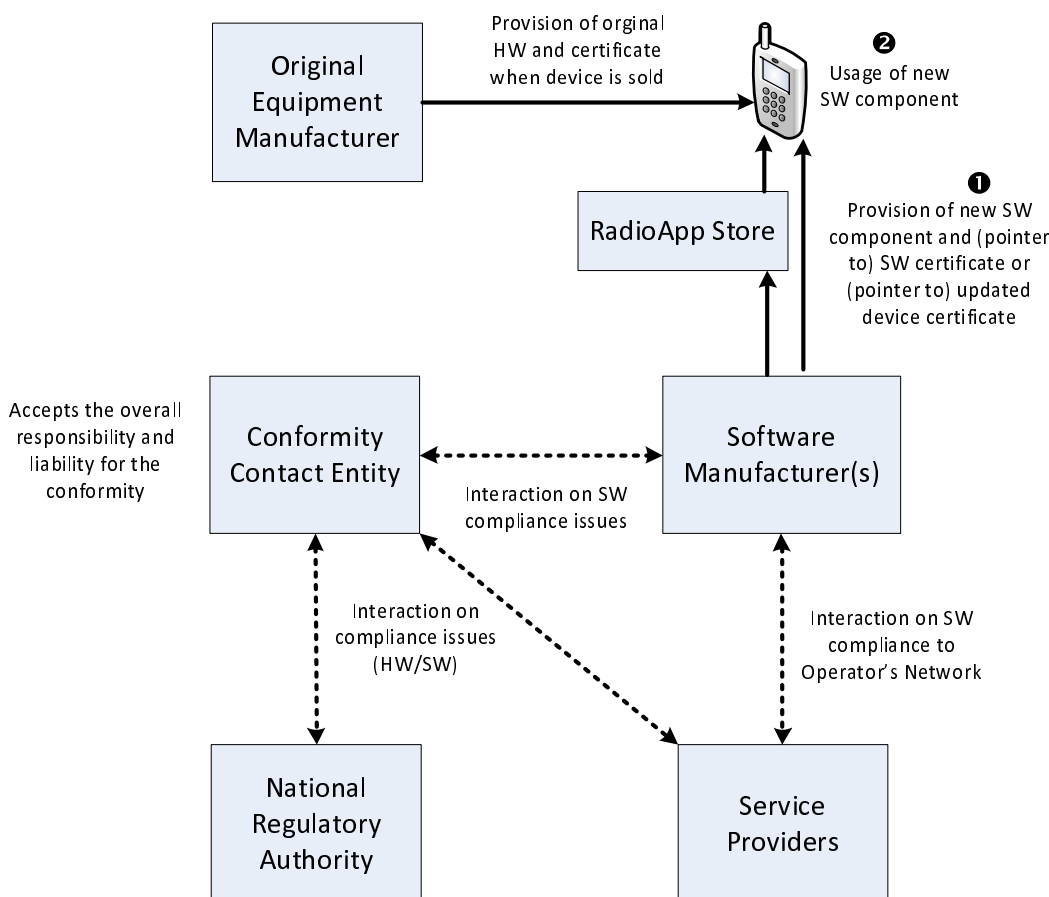 Original
Equipment
Manufacturer
Provision of orginal
HW and certificate
when device is sold
❷
Usage of new
SW component
RadioApp Store
❶
Provision of new SW
component and (pointer
to) SW certificate or
(pointer to) updated
device certificate
Accepts the overall
responsibility and
liability for the
conformity
Conformity
Contact Entity
Interaction on SW
compliance issues
Software
Manufacturer(s)
Interaction on
compliance issues
(HW/SW)
Interaction on SW
compliance to
Operator’s Network
National
Regulatory
Authority
Service
Providers